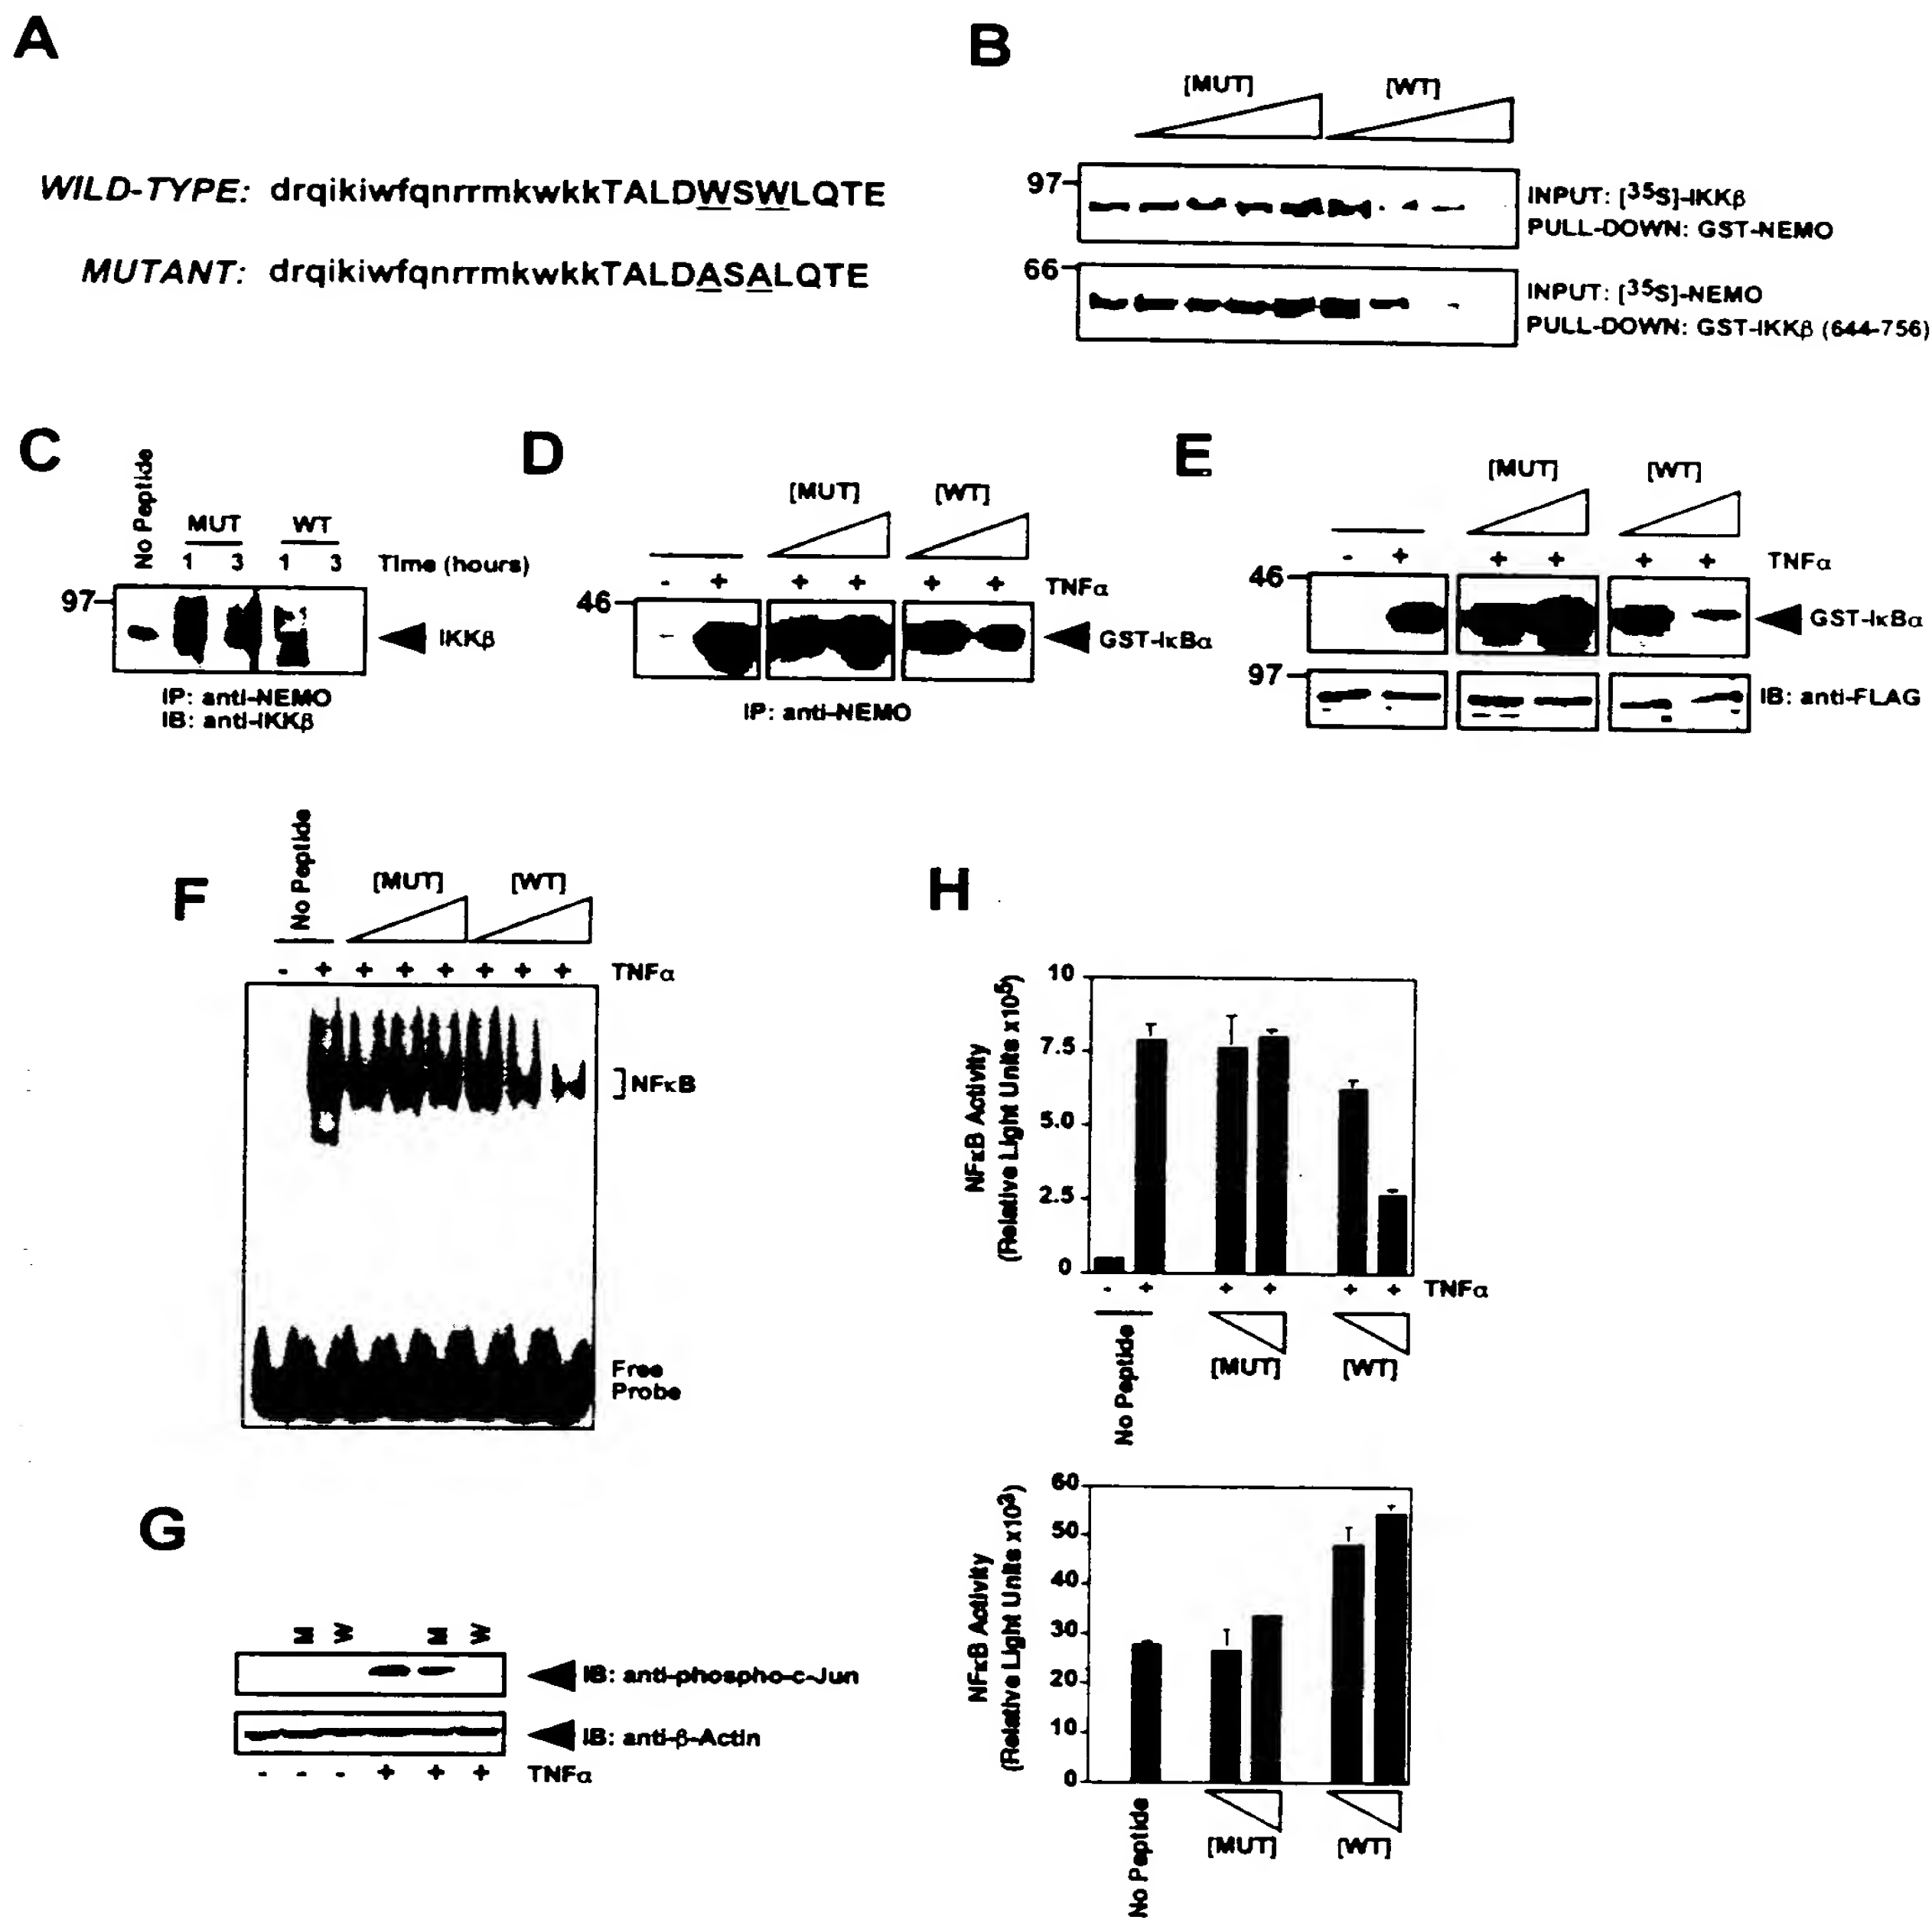 A
WILD-TYPE: drqikiwfqnrrmkwkkTALDWSWLQTE
MUTANT: drqikiwfqnrrmkwkkTALDASALQTE
B
[MUT] [WT]
97
INPUT: [35S]-IKKβ
PULL-DOWN: GST-NEMO
66
INPUT: [35S]-NEMO
PULL-DOWN: GST-IKKβ (644-756)
C
No Peptide
MUT WT
1 3 1 3 Time (hours)
97
IKKβ
IP: anti-NEMO
IB: anti-IKKβ
D
[MUT] [WT]
- + + + + + TNFα
46
GST-IκBα
IP: anti-NEMO
E
[MUT] [WT]
- + + + + + TNFα
46
GST-IκBα
97
IB: anti-FLAG
F
No Peptide
[MUT] [WT]
- + + + + + + + TNFα
]NFκB
Free
Probe
G
M W M W
IB: anti-phospho-c-Jun
IB: anti-β-Actin
- - - + + + TNFα
H
NFκB Activity
(Relative Light Units x105)
10
7.5
5.0
2.5
0
- + + + + + TNFα
No Peptide
[MUT] [WT]
NFκB Activity
(Relative Light Units x103)
60
50
40
30
20
10
0
No Peptide
[MUT] [WT]